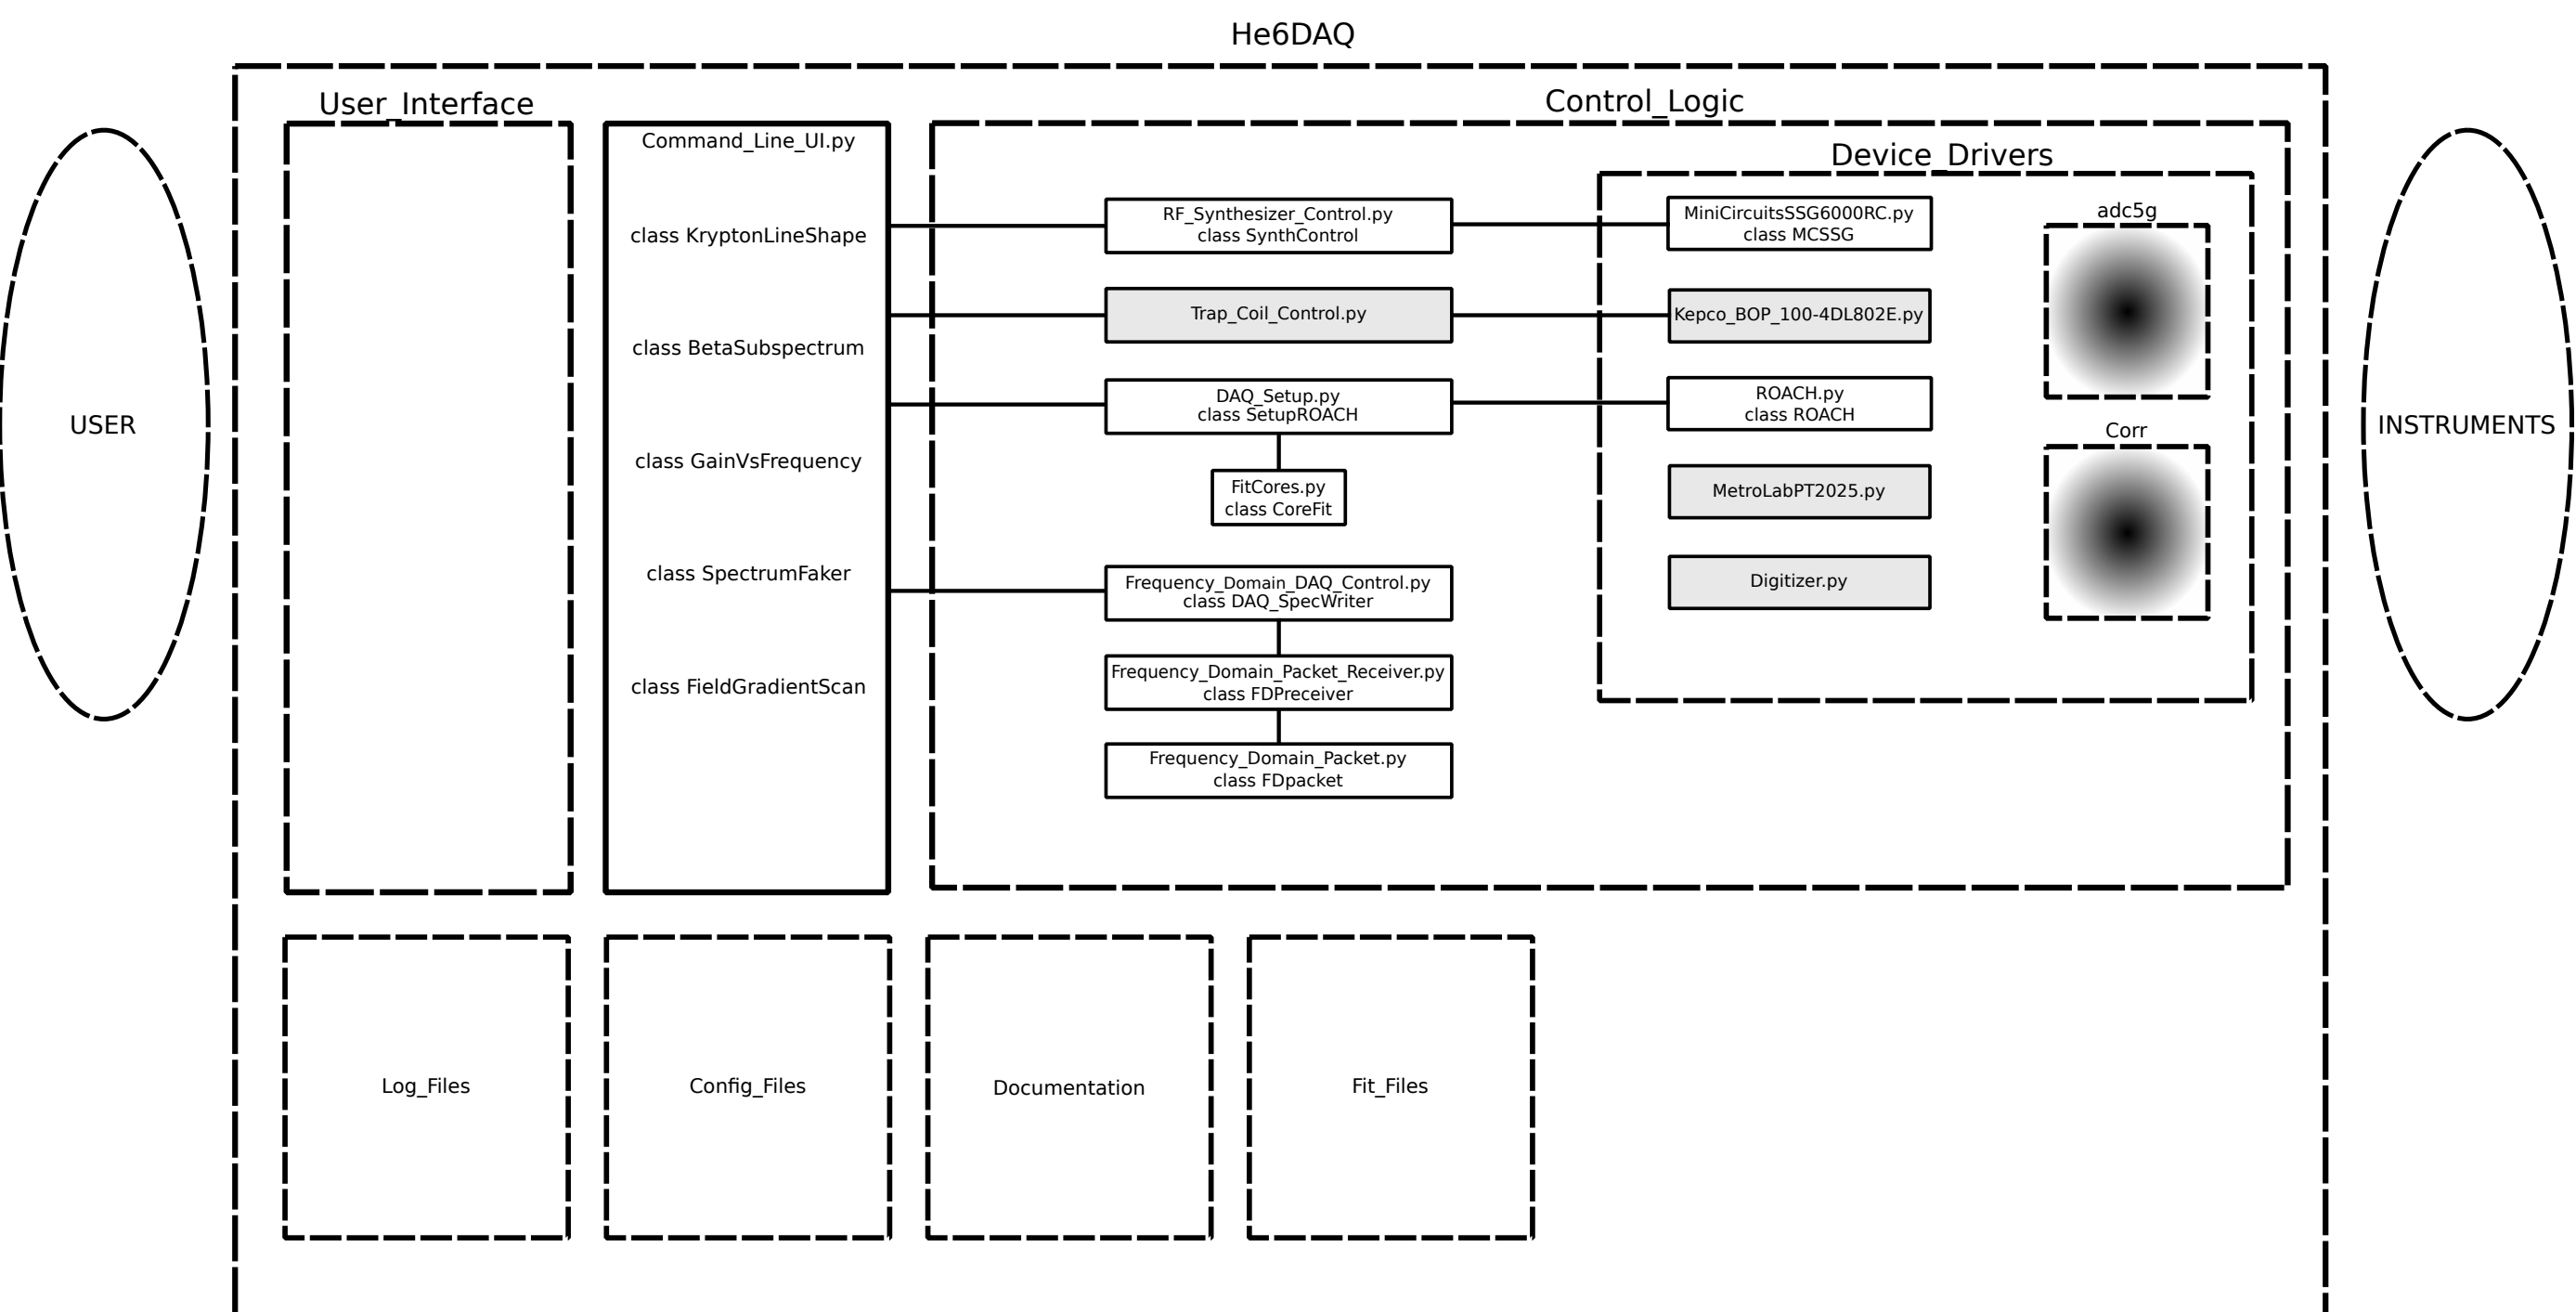 He6DAQ
User_Interface
Control_Logic
Device_Drivers
USER
INSTRUMENTS
Command_Line_UI.py
class KryptonLineShape
class BetaSubspectrum
class GainVsFrequency
class SpectrumFaker
class FieldGradientScan
RF_Synthesizer_Control.py
class SynthControl
Trap_Coil_Control.py
DAQ_Setup.py
class SetupROACH
FitCores.py
class CoreFit
Frequency_Domain_DAQ_Control.py
class DAQ_SpecWriter
Frequency_Domain_Packet_Receiver.py
class FDPreceiver
Frequency_Domain_Packet.py
class FDpacket
MiniCircuitsSSG6000RC.py
class MCSSG
Kepco_BOP_100-4DL802E.py
ROACH.py
class ROACH
MetroLabPT2025.py
Digitizer.py
adc5g
Corr
Log_Files
Config_Files
Documentation
Fit_Files